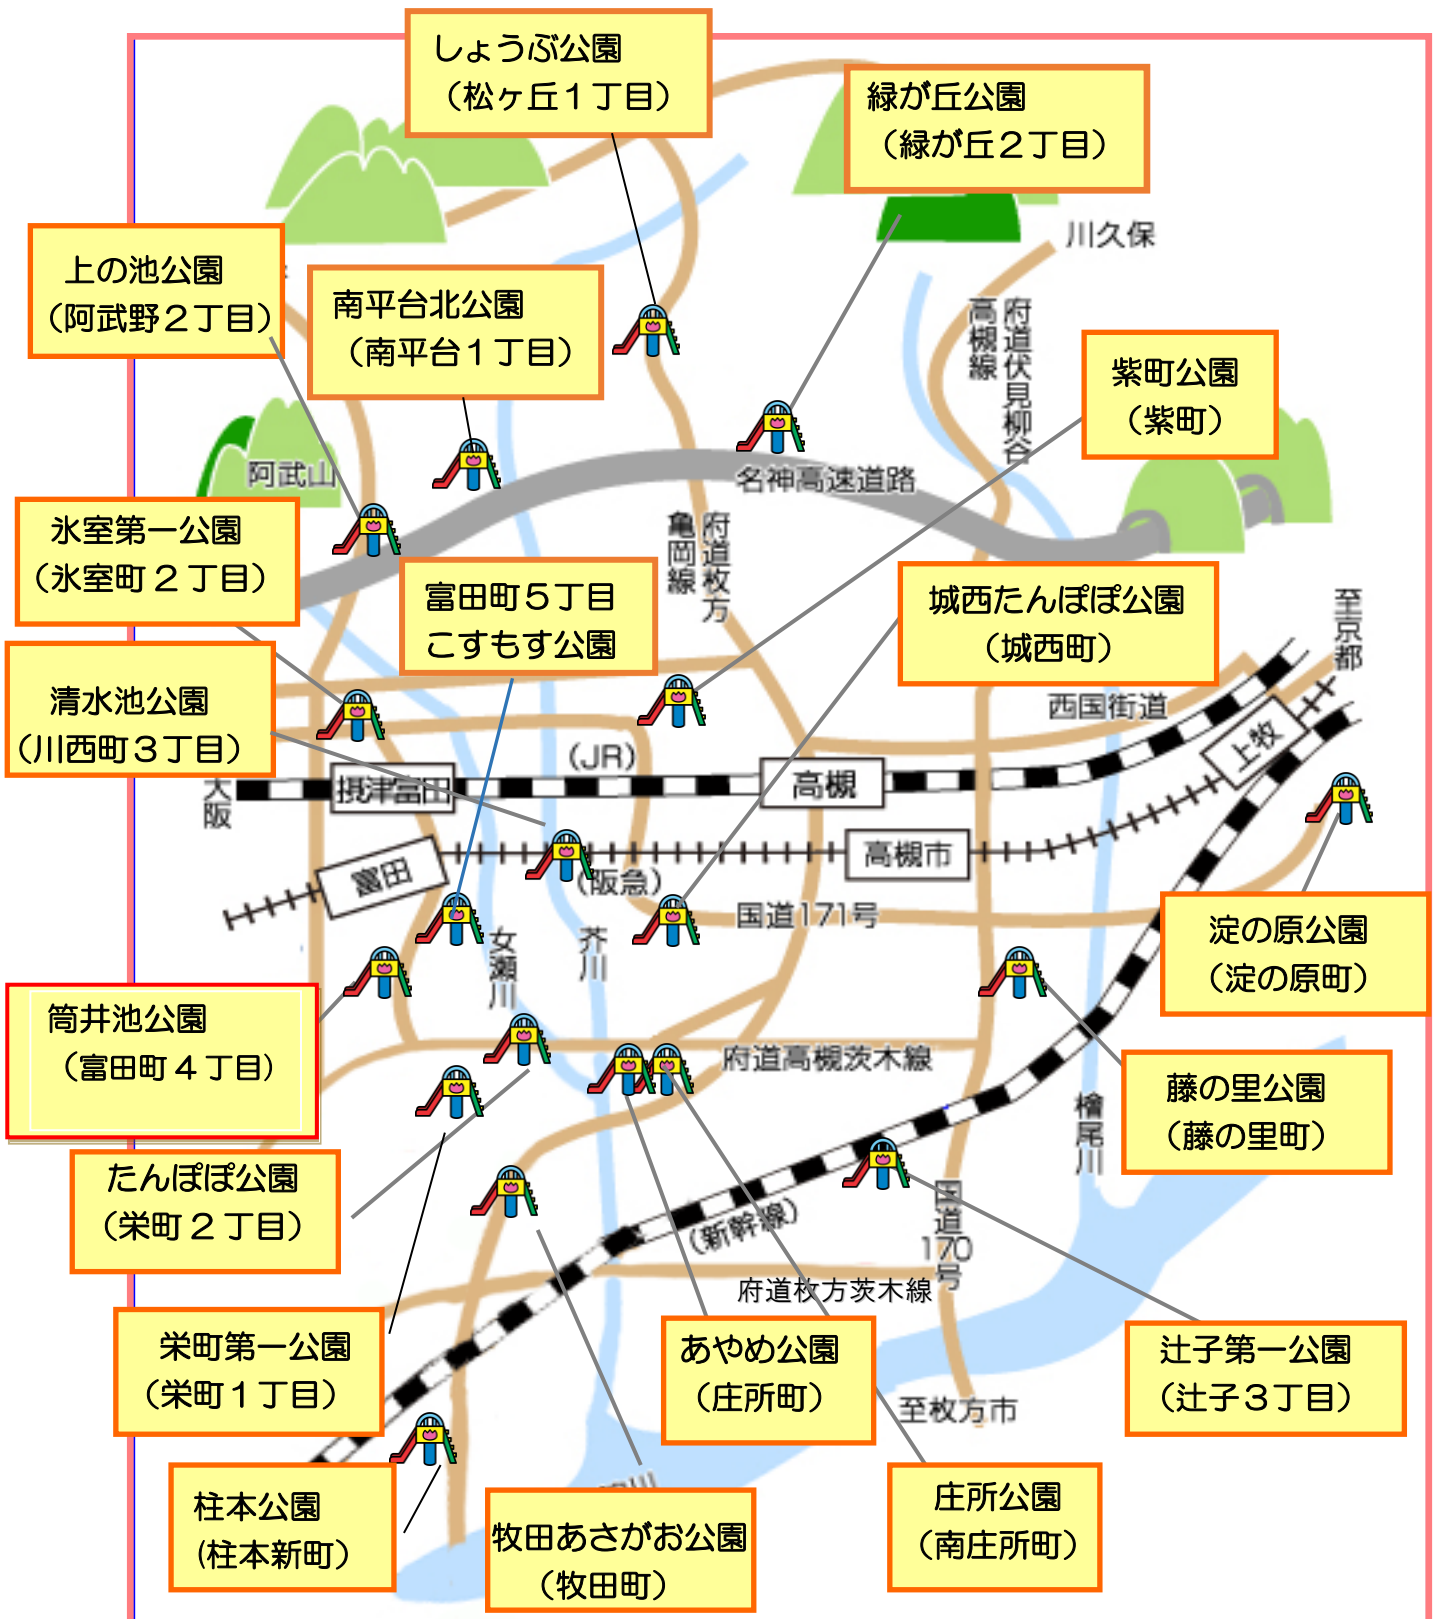 しょうぶ公園
（松ヶ丘１丁目）
緑が丘公園
（緑が丘２丁目）
川久保
上の池公園
（阿武野２丁目）
南平台北公園
（南平台１丁目）
府道伏見柳谷
高槻線
紫町公園
（紫町）
阿武山
名神高速道路
氷室第一公園
（氷室町２丁目）
府道枚方
亀岡線
富田町５丁目
こすもす公園
城西たんぽぽ公園
（城西町）
至京都
清水池公園
（川西町３丁目）
西国街道
（JR）
大阪
摂津富田
高槻
上牧
富田
（阪急）
高槻市
国道171号
淀の原公園
（淀の原町）
女瀬川
芥川
筒井池公園
（富田町４丁目）
府道高槻茨木線
藤の里公園
（藤の里町）
檜尾川
たんぽぽ公園
（栄町２丁目）
（新幹線）
国道170号
府道枚方茨木線
栄町第一公園
（栄町１丁目）
あやめ公園
（庄所町）
辻子第一公園
（辻子３丁目）
至枚方市
柱本公園
（柱本新町）
牧田あさがお公園
（牧田町）
庄所公園
（南庄所町）